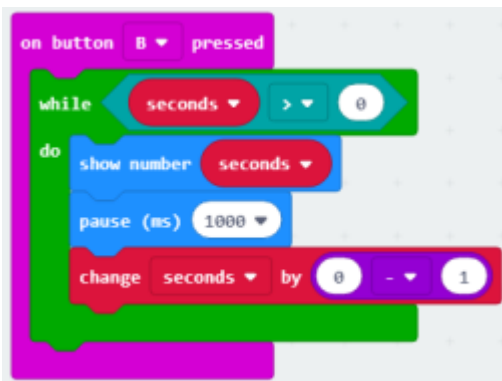 on button B pressed
while seconds > 0
do
show number seconds
pause (ms) 1000
change seconds by 0 - 1